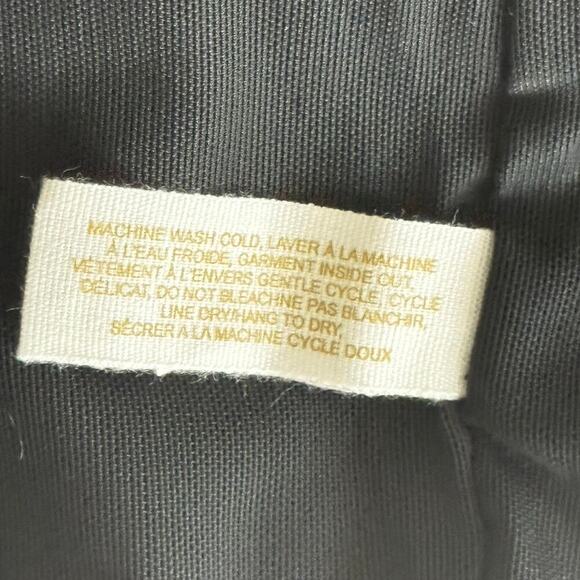 MACHINE WASH COLD, LAVER À LA MACHINE
À L'EAU FROIDE, GARMENT INSIDE OUT,
VÉTEMENT À L'ENVERS GENTLE CYCLE, CYCLE
DÉLICAT, DO NOT BLEACHNE PAS BLANCHIR,
LINE DRY/HANG TO DRY,
SÉCRER A LA MACHINE CYCLE DOUX